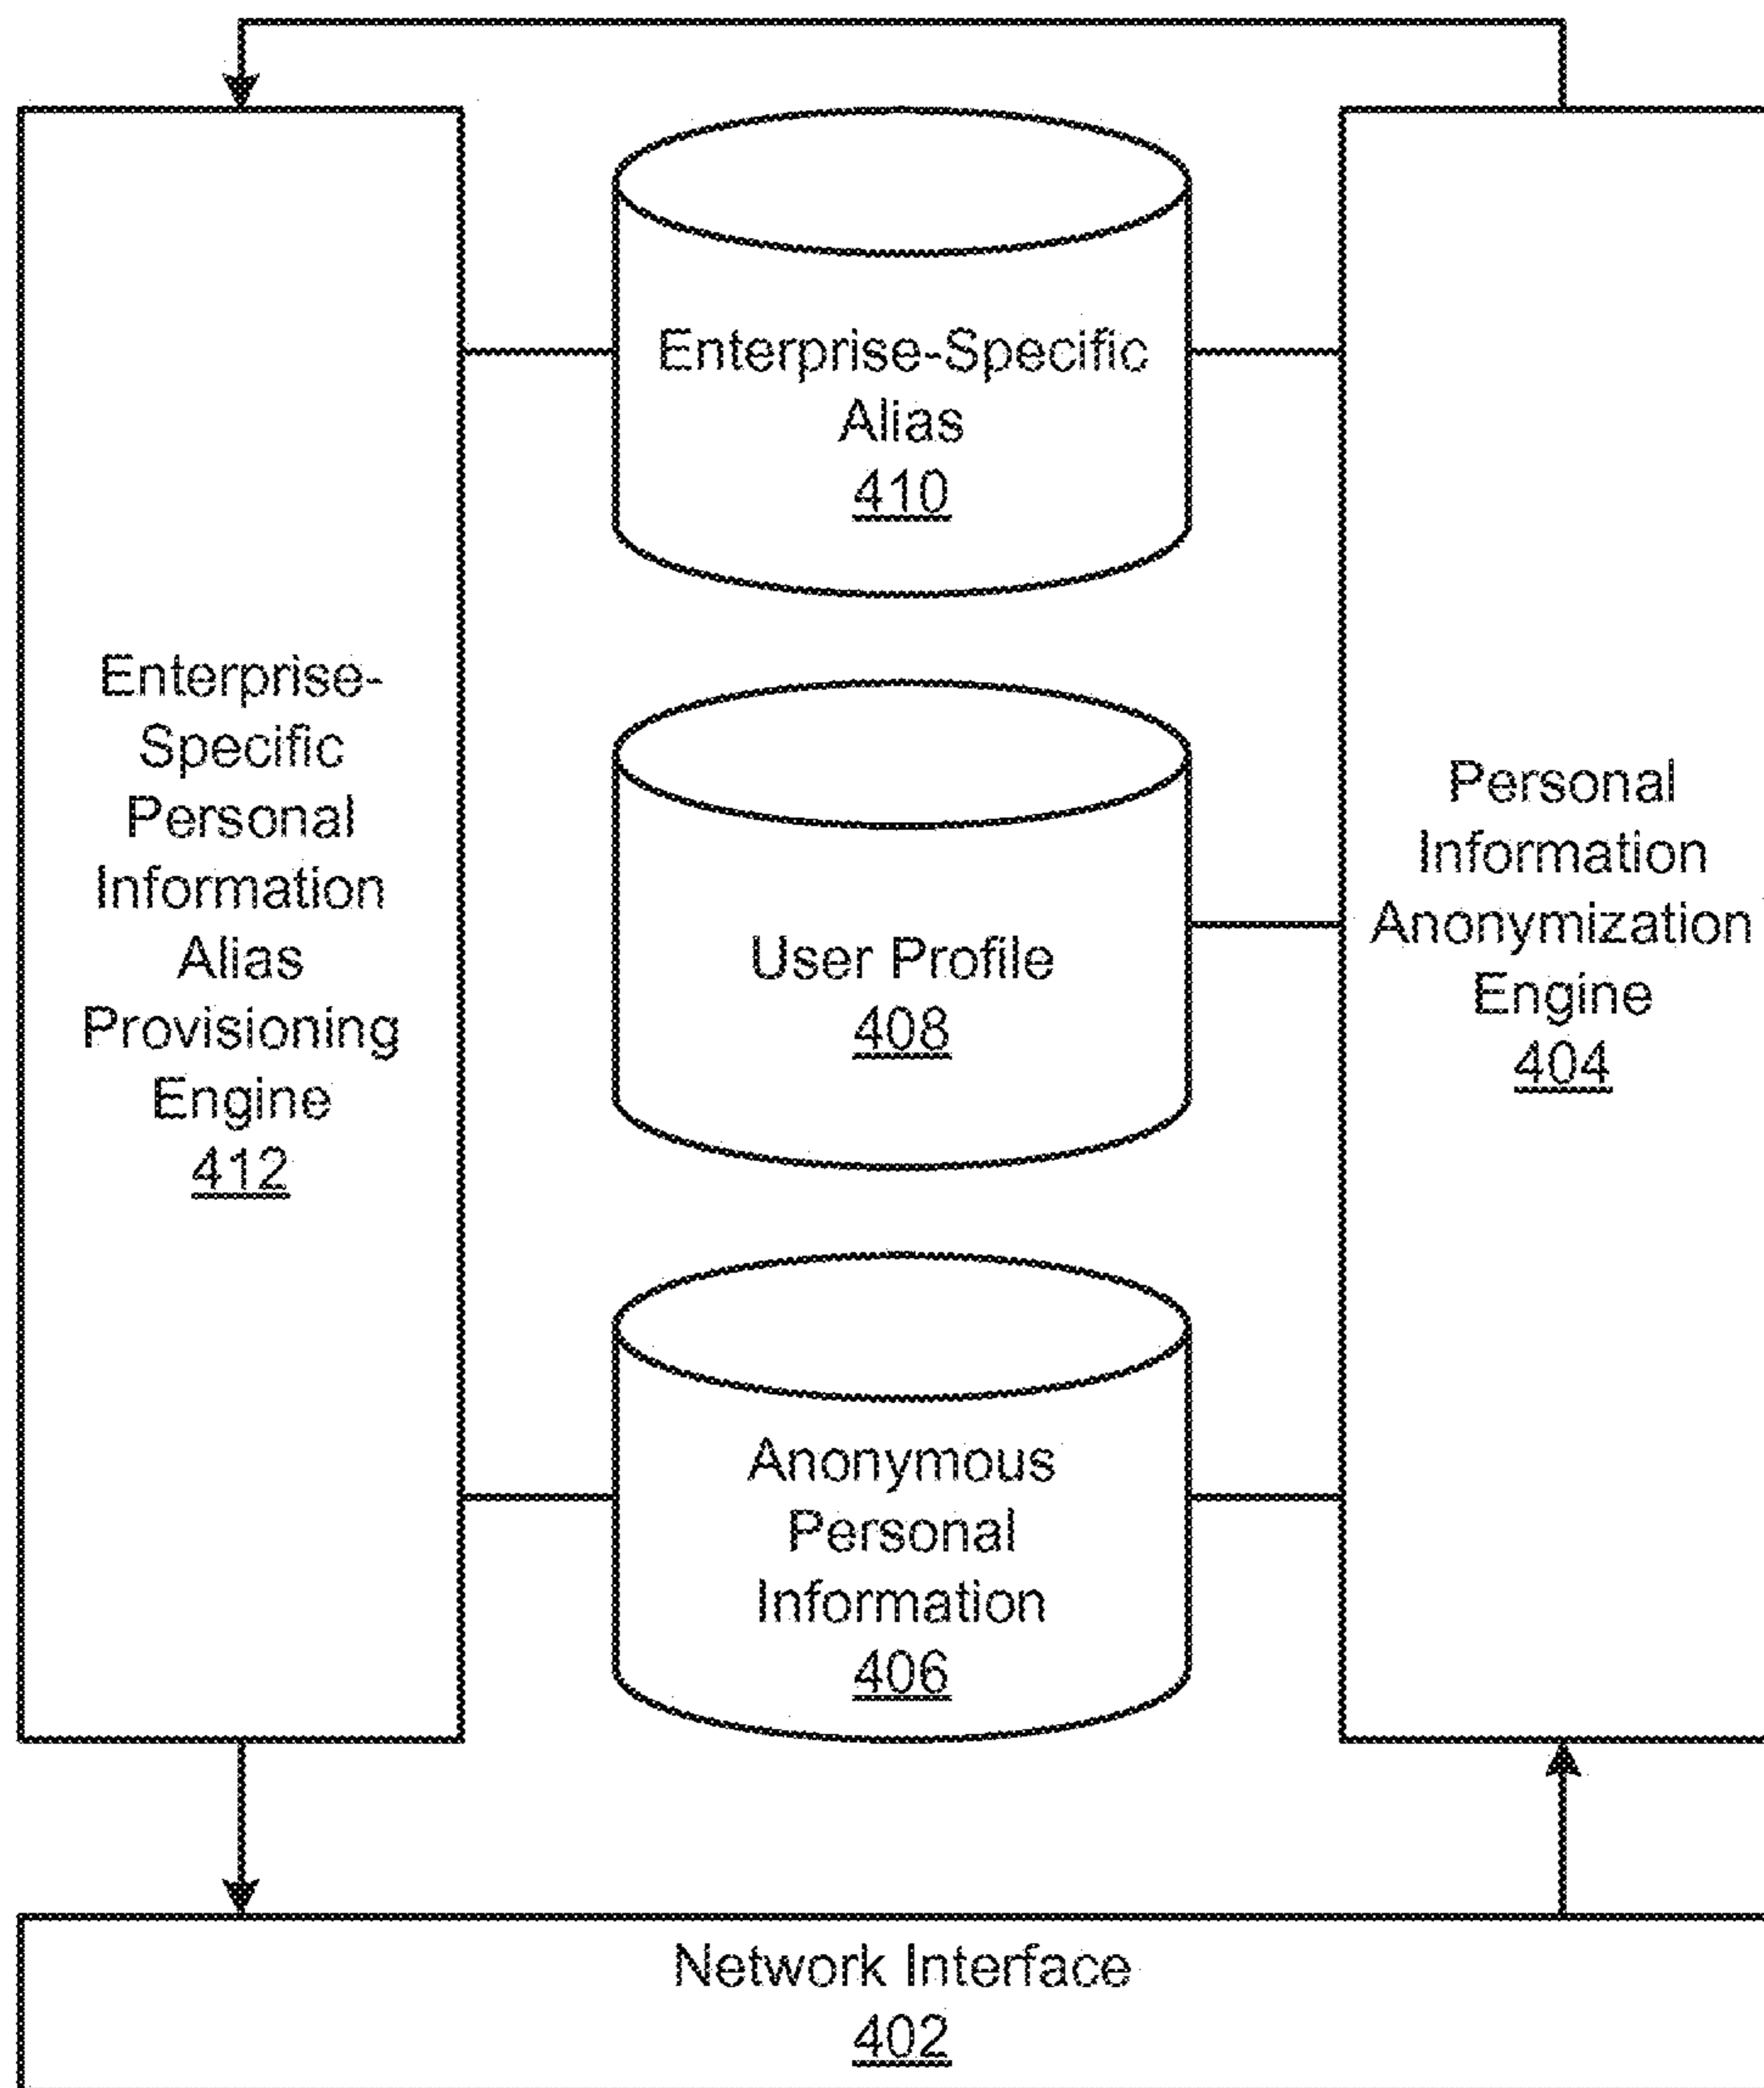 Enterprise-Specific
Alias
410
Enterprise-
Specific
Personal
Information
Alias
Provisioning
Engine
412
User Profile
408
Personal
Information
Anonymization
Engine
404
Anonymous
Personal
Information
406
Network Interface
402